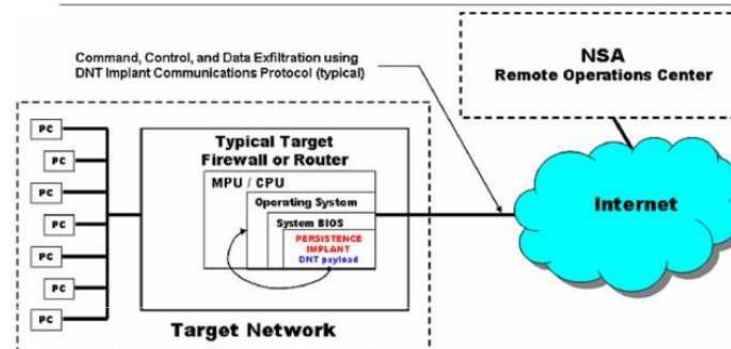 Command, Control, and Data Exfiltration using
DNT Implant Communications Protocol (typical)
NSA
Remote Operations Center
PC
PC
PC
PC
PC
PC
PC
Typical Target
Firewall or Router
MPU / CPU
Operating System
System BIOS
PERSISTENCE
IMPLANT
DNT payload
Internet
Target Network